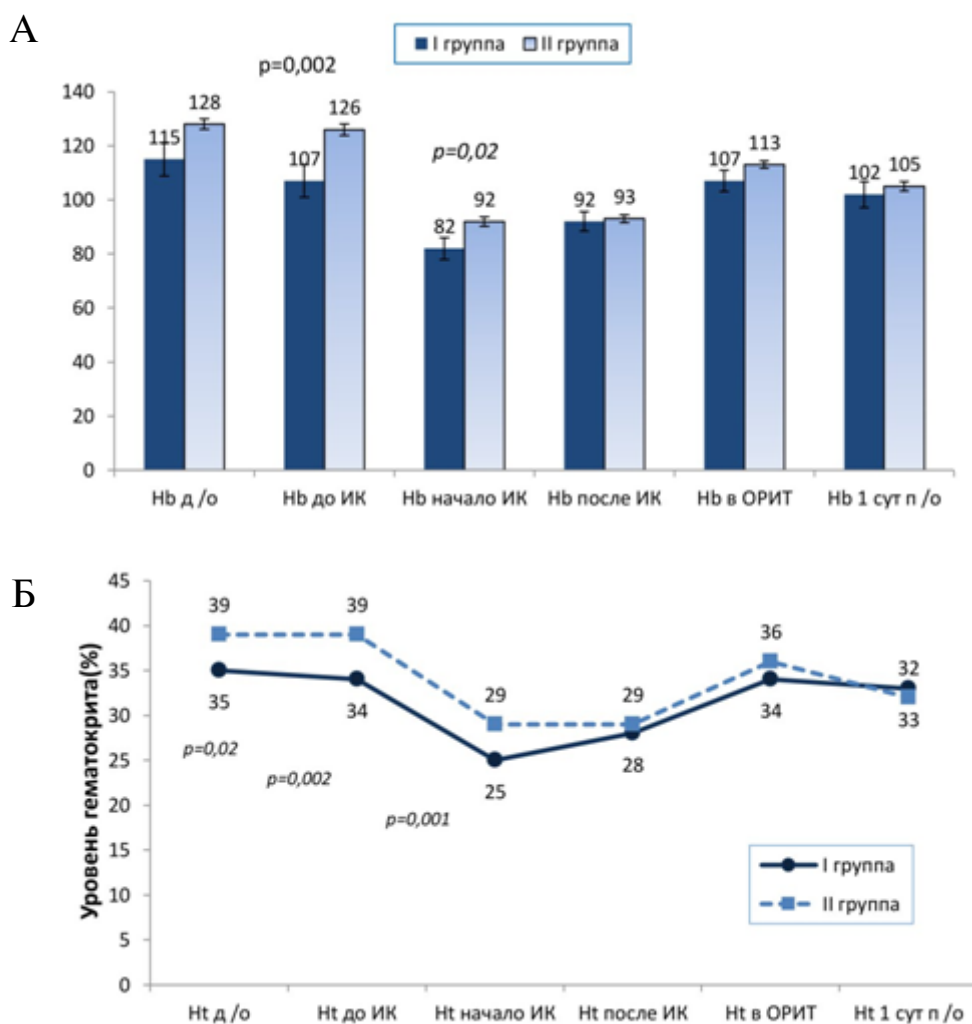 А
I группа II группа
p=0,002
140
120
100
80
60
40
20
0
115 128
107 126
p=0,02
82 92
92 93
107 113
102 105
Hb д /о Hb до ИК Hb начало ИК Hb после ИК Hb в ОРИТ Hb 1 сут п /о
Б
Уровень гематокрита(%)
45
40
35
30
25
20
15
10
5
0
39 39 29 29 36 32
35 34 25 28 34 33
p=0,02
p=0,002
p=0,001
I группа
II группа
Ht д /о Ht до ИК Ht начало ИК Ht после ИК Ht в ОРИТ Ht 1 сут п /о